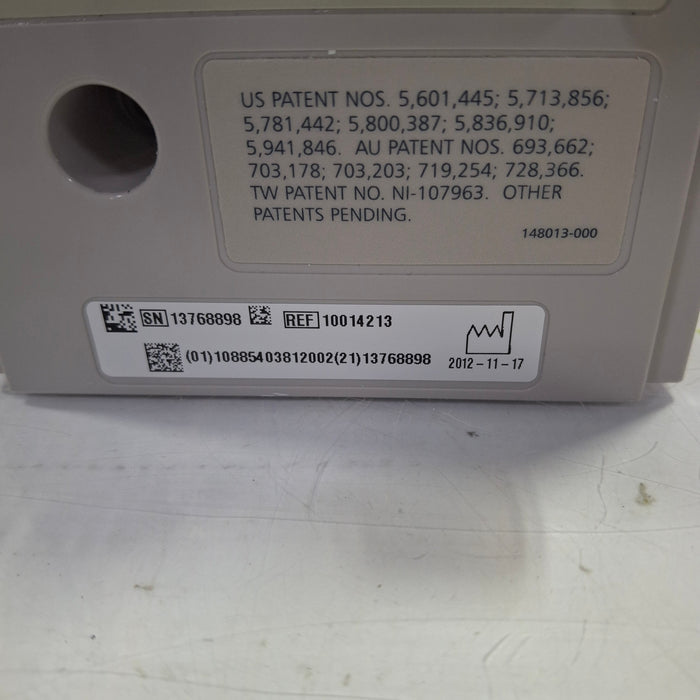 US PATENT NOS. 5,601,445; 5,713,856;
5,781,442; 5,800,387; 5,836,910;
5,941,846. AU PATENT NOS. 693,662;
703,178; 703,203; 719,254; 728,366.
TW PATENT NO. NI-107963. OTHER
PATENTS PENDING.
148013-000
SN 13768898 REF 10014213
(01)10885403812002(21)13768898
2012-11-17